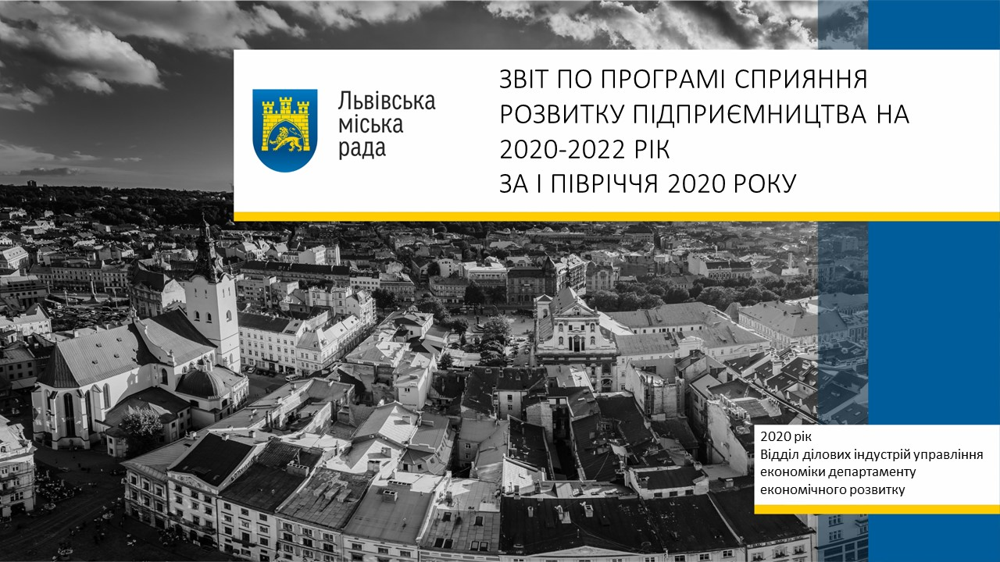 Львівська
міська
рада
ЗВІТ ПО ПРОГРАМІ СПРИЯННЯ
РОЗВИТКУ ПІДПРИЄМНИЦТВА НА
2020-2022 РІК
ЗА І ПІВРІЧЧЯ 2020 РОКУ
2020 рік
Відділ ділових індустрій управління
економіки департаменту
економічного розвитку